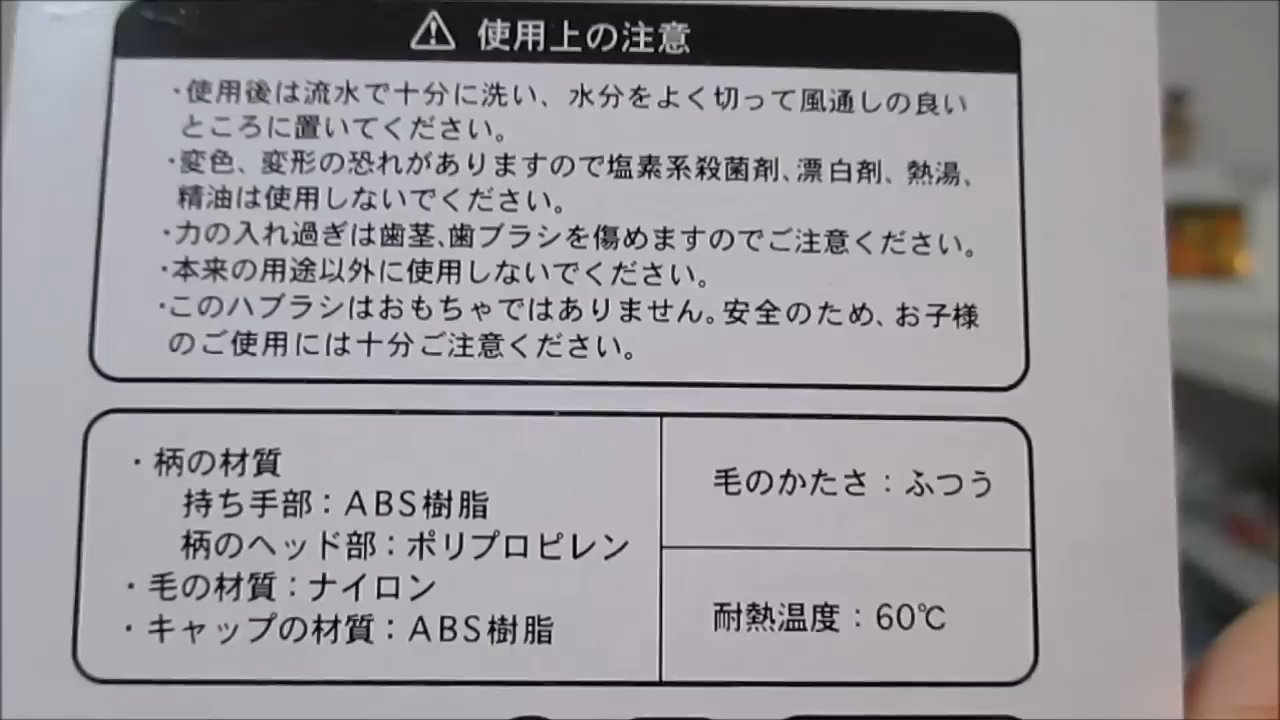 ⚠ 使用上の注意
・使用後は流水で十分に洗い、水分をよく切って風通しの良い
ところに置いてください。
・変色、変形の恐れがありますので塩素系殺菌剤、漂白剤、熱湯、
精油は使用しないでください。
・力の入れ過ぎは歯茎、歯ブラシを傷めますのでご注意ください。
・本来の用途以外に使用しないでください。
・このハブラシはおもちゃではありません。安全のため、お子様
のご使用には十分ご注意ください。
・柄の材質
持ち手部：ABS樹脂
柄のヘッド部：ポリプロピレン
・毛の材質：ナイロン
・キャップの材質：ABS樹脂
毛のかたさ：ふつう
耐熱温度：60℃